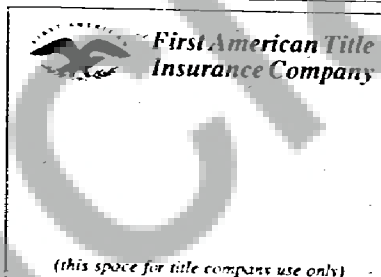 First American Title
Insurance Company
(this space for title company use only)